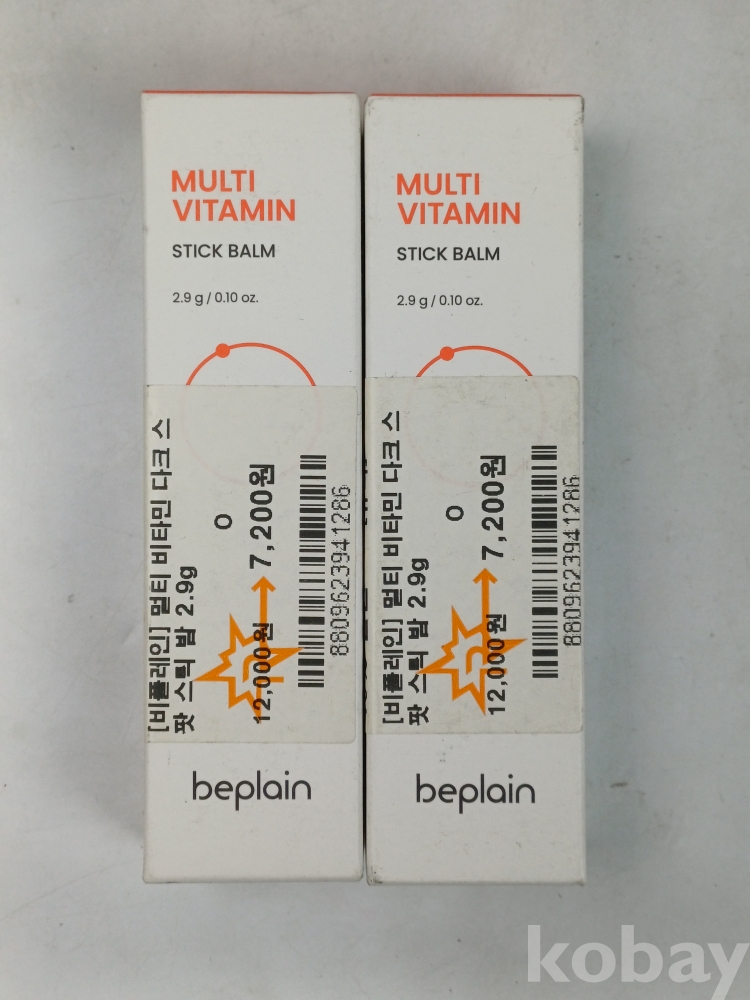 MULTI
VITAMIN
STICK BALM
2.9 g / 0.10 oz.
[비플레인] 멀티 비타민 다크 스
팟 스틱 밤 2.9g
O
12,000원 → 7,200원
8809623941286
beplain
MULTI
VITAMIN
STICK BALM
2.9 g / 0.10 oz.
[비플레인] 멀티 비타민 다크 스
팟 스틱 밤 2.9g
O
12,000원 → 7,200원
8809623941286
beplain
kobay